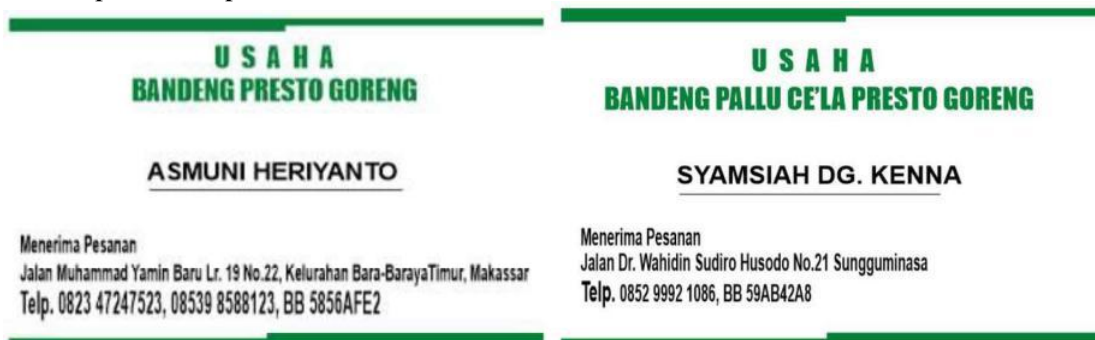 USAHA
BANDENG PRESTO GORENG
ASMUNI HERIYANTO
Menerima Pesanan
Jalan Muhammad Yamin Baru Lr. 19 No.22, Kelurahan Bara-BarayaTimur, Makassar
Telp. 0823 47247523, 08539 8588123, BB 5856AFE2
USAHA
BANDENG PALLU CE'LA PRESTO GORENG
SYAMSIAH DG. KENNA
Menerima Pesanan
Jalan Dr. Wahidin Sudiro Husodo No.21 Sungguminasa
Telp. 0852 9992 1086, BB 59AB42A8